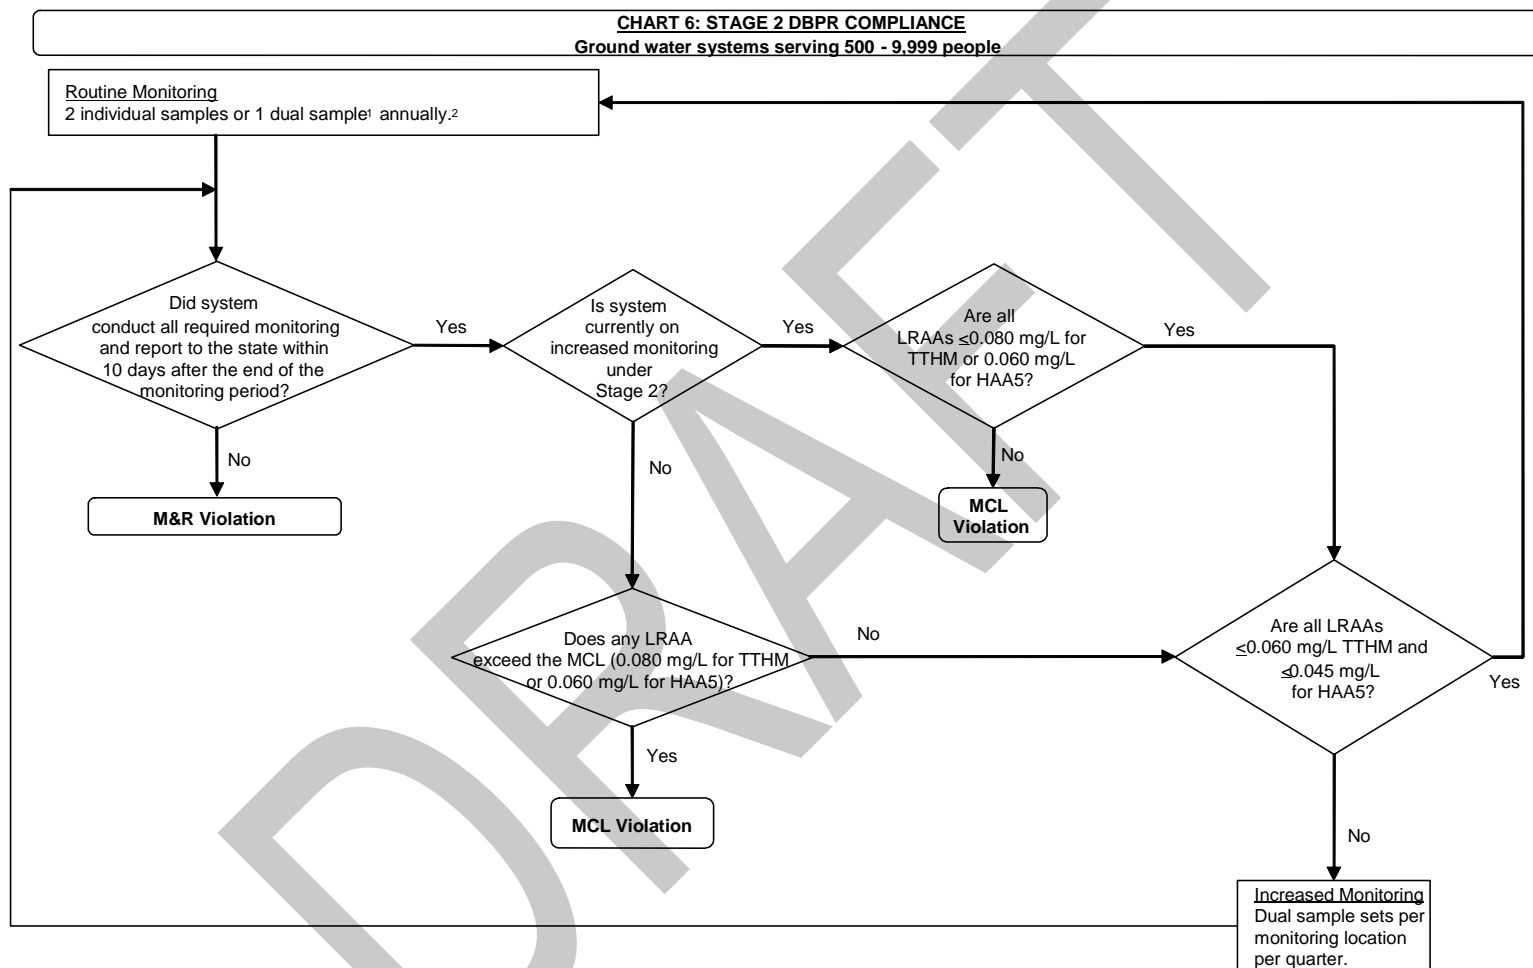 CHART 6: STAGE 2 DBPR COMPLIANCE
Ground water systems serving 500 - 9,999 people
Routine Monitoring
2 individual samples or 1 dual sample¹ annually.²
Did system
conduct all required monitoring
and report to the state within
10 days after the end of the
monitoring period?
Yes
No
M&R Violation
Is system
currently on
increased monitoring
under
Stage 2?
Yes
No
Are all
LRAAs ≤0.080 mg/L for
TTHM or 0.060 mg/L
for HAA5?
Yes
No
MCL
Violation
Does any LRAA
exceed the MCL (0.080 mg/L for TTHM
or 0.060 mg/L for HAA5)?
No
Yes
MCL Violation
Are all LRAAs
≤0.060 mg/L TTHM and
≤0.045 mg/L
for HAA5?
Yes
No
Increased Monitoring
Dual sample sets per
monitoring location
per quarter.
DRAFT